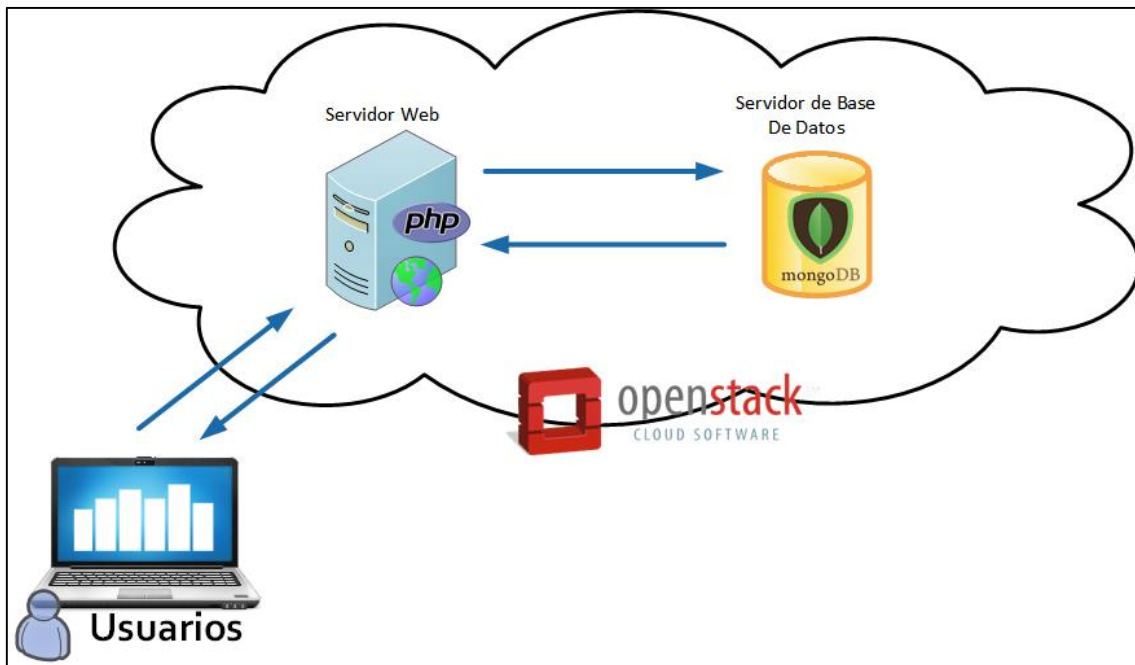 Servidor Web
Servidor de Base
De Datos
php
mongoDB
openstack
CLOUD SOFTWARE
Usuarios